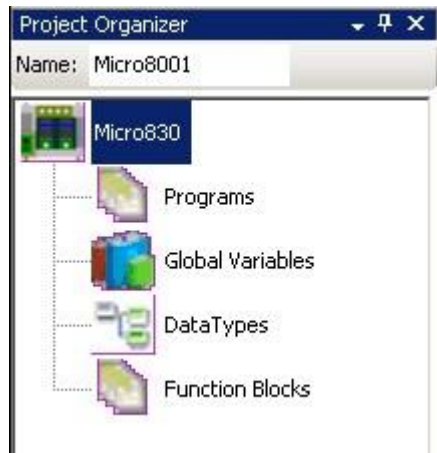 Project Organizer
Name: Micro8001
Micro830
Programs
Global Variables
DataTypes
Function Blocks